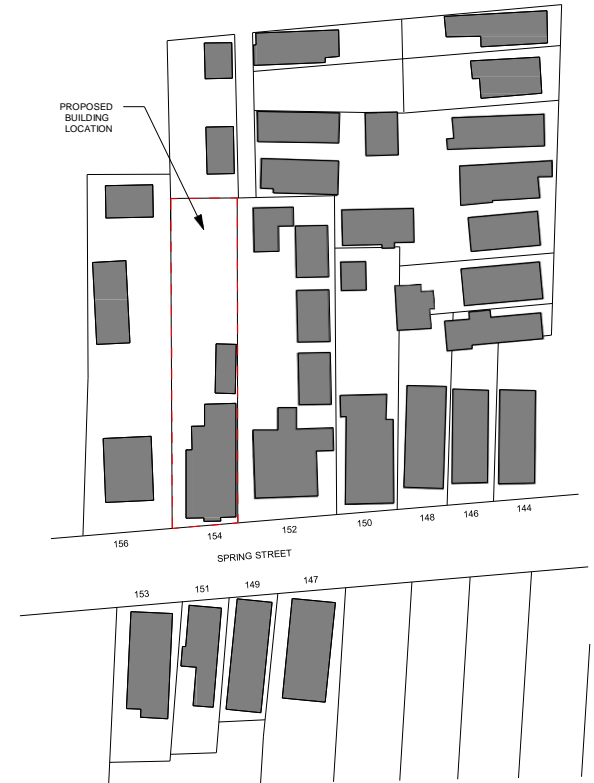 PROPOSED
BUILDING
LOCATION
156
154
152
150
148
146
144
SPRING STREET
153
151
149
147